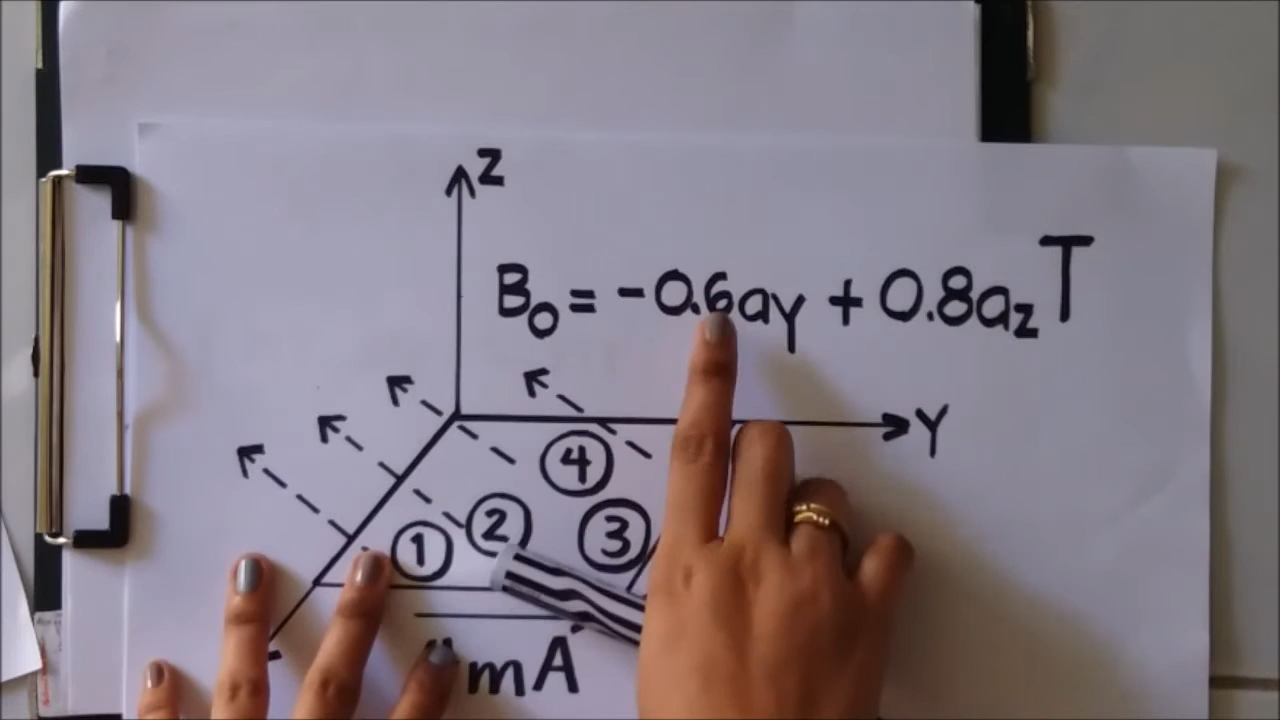 Z
B₀ = -0.6ay + 0.8az T
Y
④
②
①
③
mA